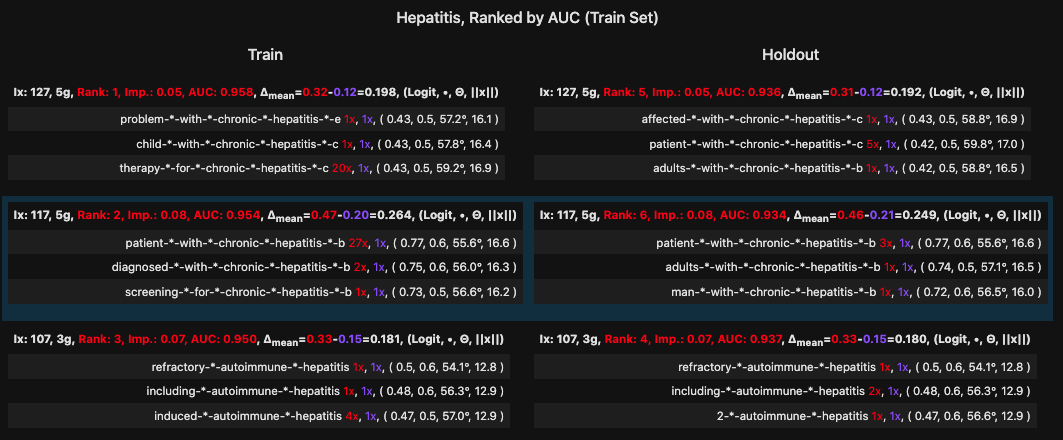 Hepatitis, Ranked by AUC (Train Set)
Train
Ix: 127, 5g, Rank: 1, Imp.: 0.05, AUC: 0.958, Δmean=0.32-0.12=0.198, (Logit, •, Θ, ||x||)
problem-*-with-*-chronic-*-hepatitis-*-e 1x, 1x, ( 0.43, 0.5, 57.2°, 16.1 )
child-*-with-*-chronic-*-hepatitis-*-c 1x, 1x, ( 0.43, 0.5, 57.8°, 16.4 )
therapy-*-for-*-chronic-*-hepatitis-*-c 20x, 1x, ( 0.43, 0.5, 59.2°, 16.9 )
Ix: 117, 5g, Rank: 2, Imp.: 0.08, AUC: 0.954, Δmean=0.47-0.20=0.264, (Logit, •, Θ, ||x||)
patient-*-with-*-chronic-*-hepatitis-*-b 27x, 1x, ( 0.77, 0.6, 55.6°, 16.6 )
diagnosed-*-with-*-chronic-*-hepatitis-*-b 2x, 1x, ( 0.75, 0.6, 56.0°, 16.3 )
screening-*-for-*-chronic-*-hepatitis-*-b 1x, 1x, ( 0.73, 0.5, 56.6°, 16.2 )
Ix: 107, 3g, Rank: 3, Imp.: 0.07, AUC: 0.950, Δmean=0.33-0.15=0.181, (Logit, •, Θ, ||x||)
refractory-*-autoimmune-*-hepatitis 1x, 1x, ( 0.5, 0.6, 54.1°, 12.8 )
including-*-autoimmune-*-hepatitis 1x, 1x, ( 0.48, 0.6, 56.3°, 12.9 )
induced-*-autoimmune-*-hepatitis 4x, 1x, ( 0.47, 0.5, 57.0°, 12.9 )
Holdout
Ix: 127, 5g, Rank: 5, Imp.: 0.05, AUC: 0.936, Δmean=0.31-0.12=0.192, (Logit, •, Θ, ||x||)
affected-*-with-*-chronic-*-hepatitis-*-c 1x, 1x, ( 0.43, 0.5, 58.8°, 16.9 )
patient-*-with-*-chronic-*-hepatitis-*-c 5x, 1x, ( 0.42, 0.5, 59.8°, 17.0 )
adults-*-with-*-chronic-*-hepatitis-*-b 1x, 1x, ( 0.42, 0.5, 58.8°, 16.5 )
Ix: 117, 5g, Rank: 6, Imp.: 0.08, AUC: 0.934, Δmean=0.46-0.21=0.249, (Logit, •, Θ, ||x||)
patient-*-with-*-chronic-*-hepatitis-*-b 3x, 1x, ( 0.77, 0.6, 55.6°, 16.6 )
adults-*-with-*-chronic-*-hepatitis-*-b 1x, 1x, ( 0.74, 0.5, 57.1°, 16.5 )
man-*-with-*-chronic-*-hepatitis-*-b 1x, 1x, ( 0.72, 0.6, 56.5°, 16.0 )
Ix: 107, 3g, Rank: 4, Imp.: 0.07, AUC: 0.937, Δmean=0.33-0.15=0.180, (Logit, •, Θ, ||x||)
refractory-*-autoimmune-*-hepatitis 1x, 1x, ( 0.5, 0.6, 54.1°, 12.8 )
including-*-autoimmune-*-hepatitis 2x, 1x, ( 0.48, 0.6, 56.3°, 12.9 )
2-*-autoimmune-*-hepatitis 1x, 1x, ( 0.47, 0.6, 56.6°, 12.9 )